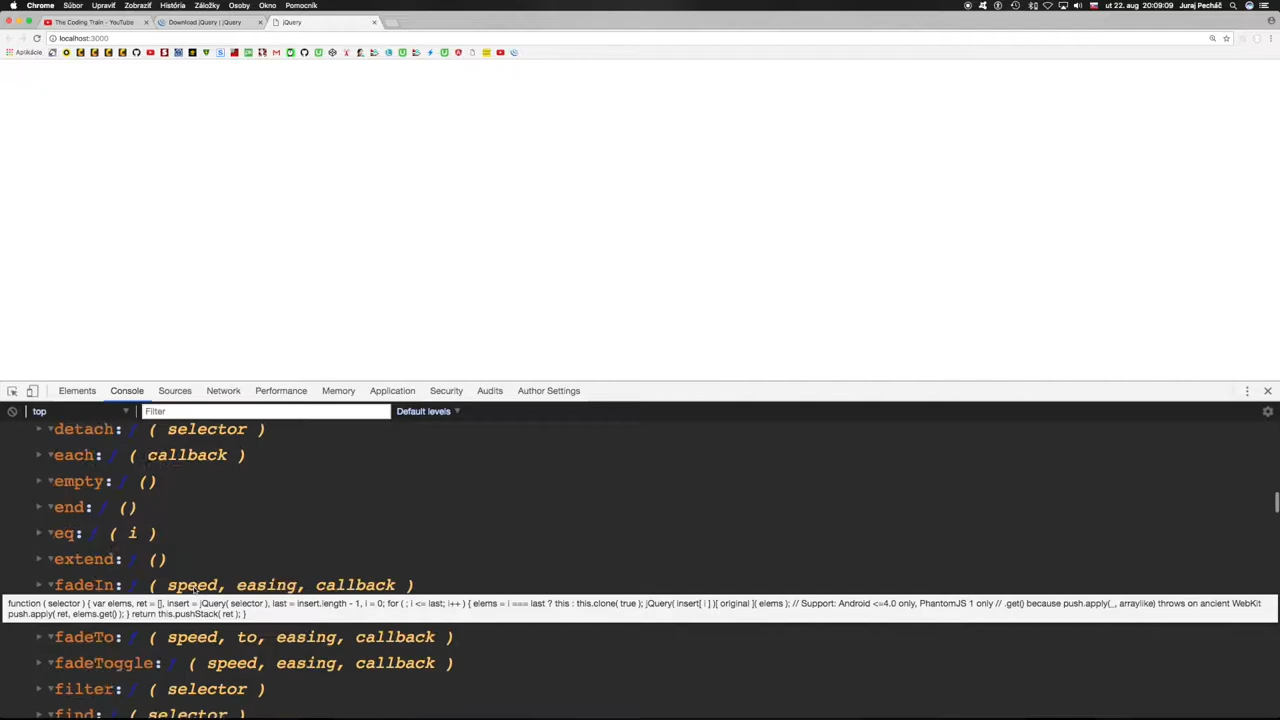 Chrome Súbor Upraviť Zobraziť História Záložky Osoby Okno Pomocník ut 22. aug 20:09:09 Juraj Pecháč
The Coding Train - YouTube × Download jQuery | jQuery × jQuery ×
localhost:3000
Aplikácie
Elements Console Sources Network Performance Memory Application Security Audits Author Settings
top Filter Default levels
detach: f ( selector )
each: f ( callback )
empty: f ()
end: f ()
eq: f ( i )
extend: f ()
fadeIn: f ( speed, easing, callback )
function ( selector ) { var elems, ret = [], insert = jQuery( selector ), last = insert.length - 1, i = 0; for ( ; i <= last; i++ ) { elems = i === last ? this : this.clone( true ); jQuery( insert[ i ] )[ original ]( elems ); // Support: Android <=4.0 only, PhantomJS 1 only // .get() because push.apply(_, arraylike) throws on ancient WebKit
push.apply( ret, elems.get() ); } return this.pushStack( ret ); }
fadeTo: f ( speed, to, easing, callback )
fadeToggle: f ( speed, easing, callback )
filter: f ( selector )
find: f ( selector )